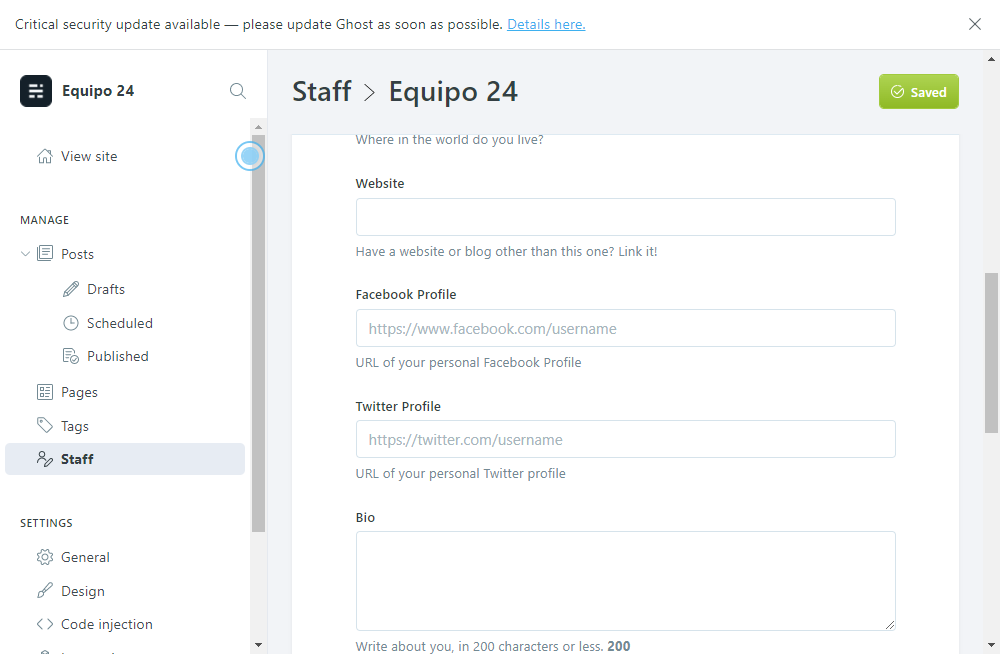 Critical security update available — please update Ghost as soon as possible. Details here.
Equipo 24
View site
MANAGE
Posts
Drafts
Scheduled
Published
Pages
Tags
Staff
SETTINGS
General
Design
Code injection
Staff > Equipo 24
Saved
Where in the world do you live?
Website
Have a website or blog other than this one? Link it!
Facebook Profile
https://www.facebook.com/username
URL of your personal Facebook Profile
Twitter Profile
https://twitter.com/username
URL of your personal Twitter profile
Bio
Write about you, in 200 characters or less. 200